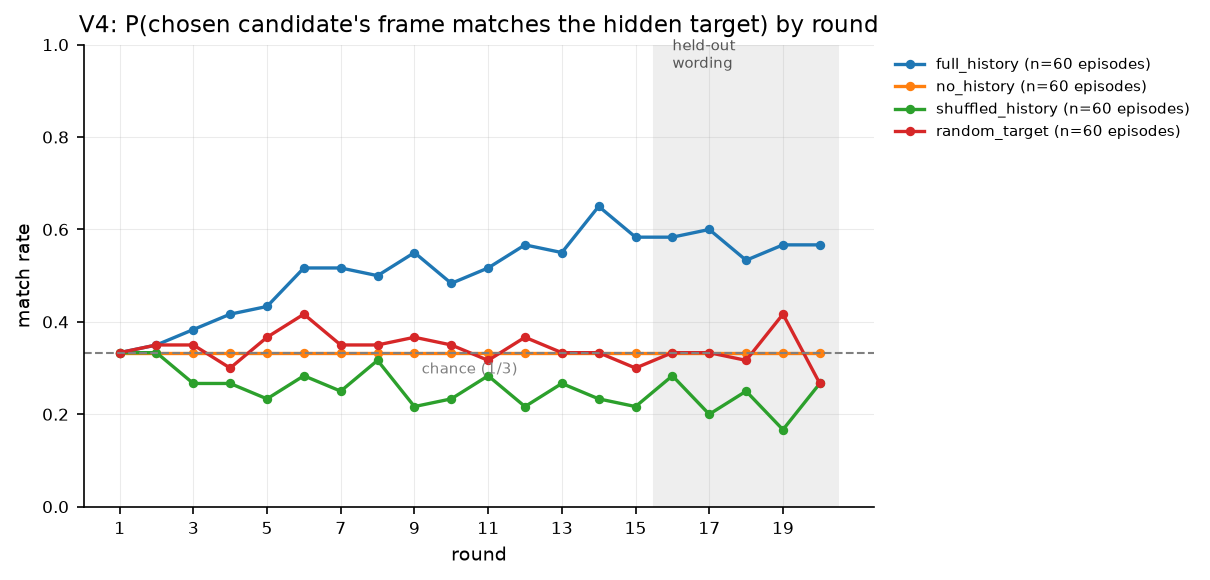 V4: P(chosen candidate's frame matches the hidden target) by round
1.0
0.8
0.6
0.4
0.2
0.0
match rate
held-out
wording
chance (1/3)
1 3 5 7 9 11 13 15 17 19
round
full_history (n=60 episodes)
no_history (n=60 episodes)
shuffled_history (n=60 episodes)
random_target (n=60 episodes)